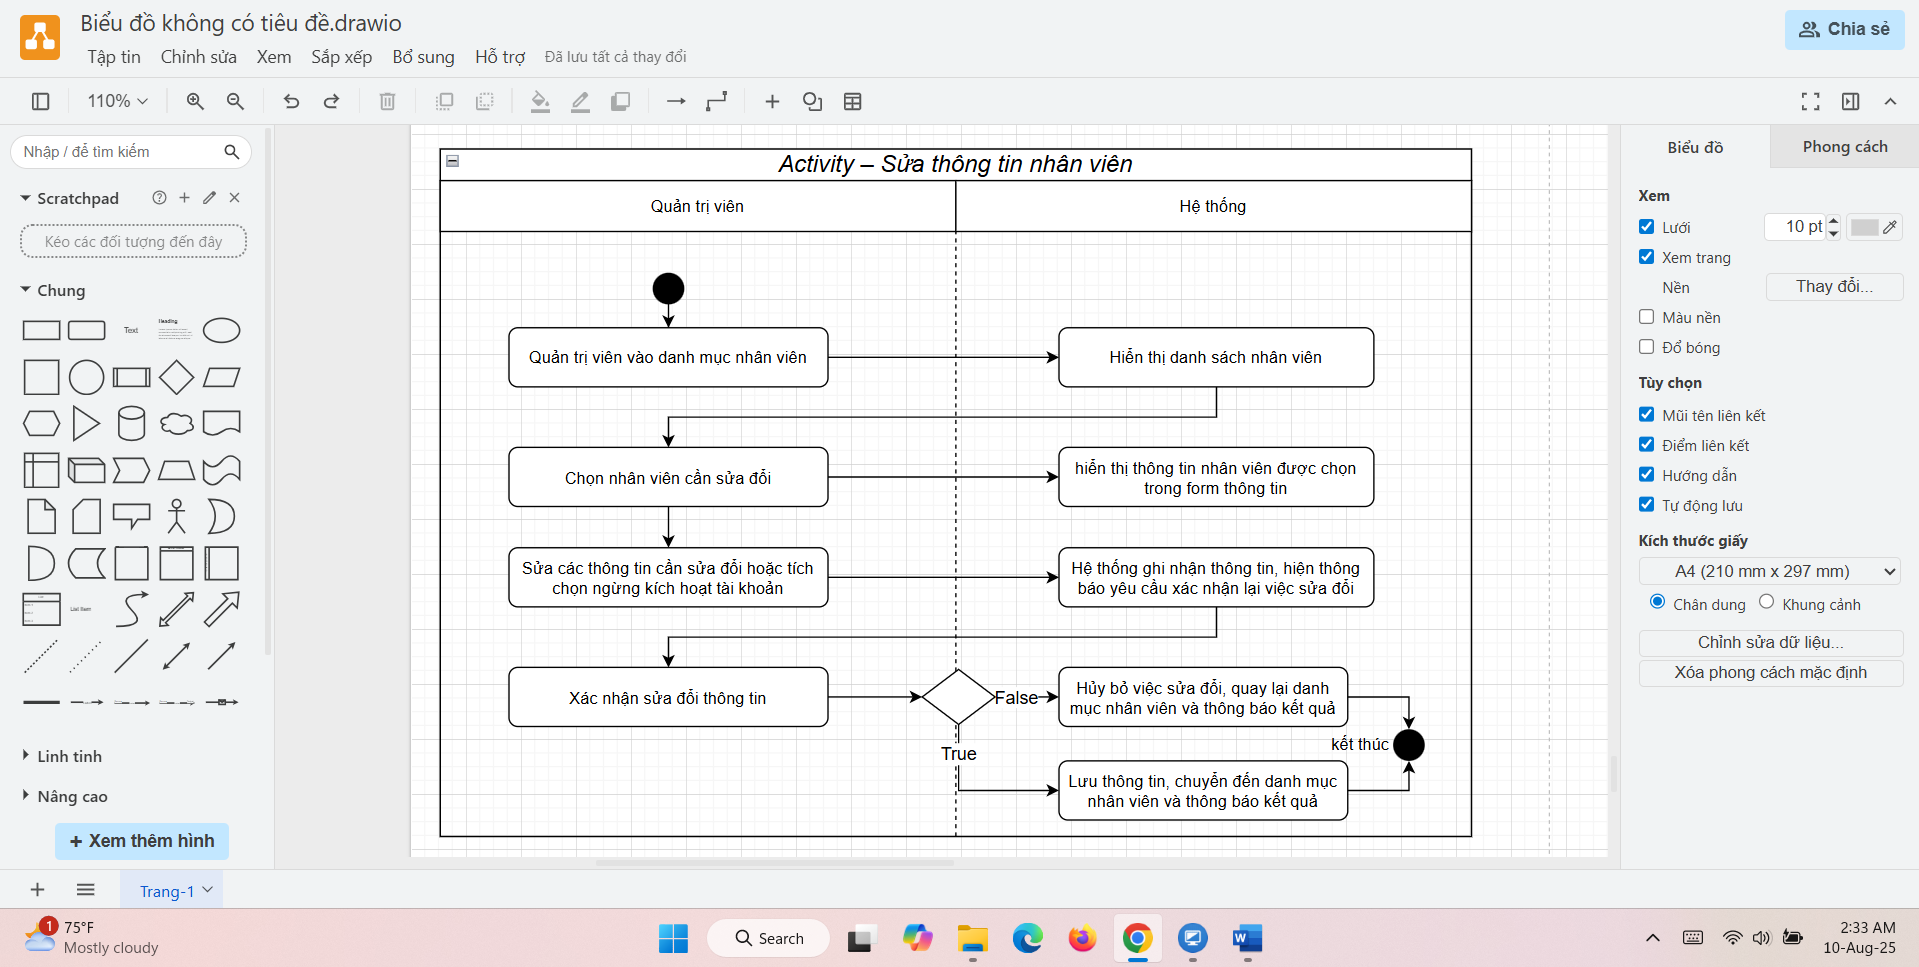 Biểu đồ không có tiêu đề.drawio
Tập tin Chỉnh sửa Xem Sắp xếp Bổ sung Hỗ trợ Đã lưu tất cả thay đổi
Chia sẻ
110%
Nhập / để tìm kiếm
Scratchpad
Kéo các đối tượng đến đây
Chung
Text
Heading
List Item
Linh tinh
Nâng cao
+ Xem thêm hình
Activity – Sửa thông tin nhân viên
Quản trị viên
Hệ thống
Quản trị viên vào danh mục nhân viên
Hiển thị danh sách nhân viên
Chọn nhân viên cần sửa đổi
hiển thị thông tin nhân viên được chọn
trong form thông tin
Sửa các thông tin cần sửa đổi hoặc tích
chọn ngừng kích hoạt tài khoản
Hệ thống ghi nhận thông tin, hiện thông
báo yêu cầu xác nhận lại việc sửa đổi
Xác nhận sửa đổi thông tin
False
Hủy bỏ việc sửa đổi, quay lại danh
mục nhân viên và thông báo kết quả
True
kết thúc
Lưu thông tin, chuyển đến danh mục
nhân viên và thông báo kết quả
Biểu đồ
Phong cách
Xem
Lưới
10 pt
Xem trang
Nền
Thay đổi...
Màu nền
Đổ bóng
Tùy chọn
Mũi tên liên kết
Điểm liên kết
Hướng dẫn
Tự động lưu
Kích thước giấy
A4 (210 mm x 297 mm)
Chân dung Khung cảnh
Chỉnh sửa dữ liệu...
Xóa phong cách mặc định
Trang-1
1
75°F
Mostly cloudy
Search
2:33 AM
10-Aug-25